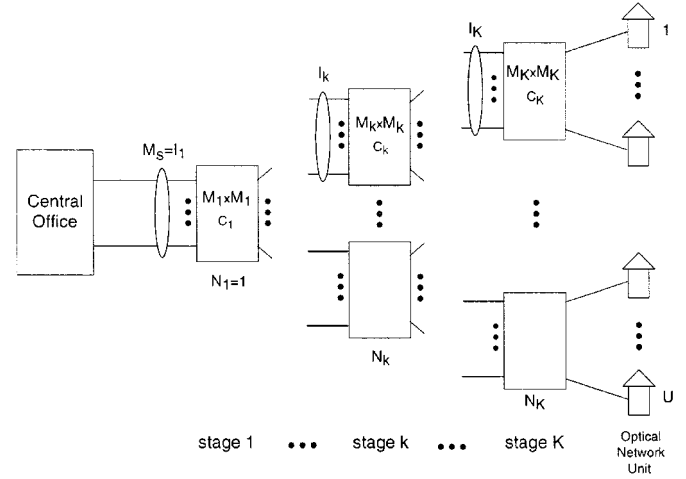 I_K
1
M_KxM_K
C_K
I_k
M_kxM_k
C_k
M_S=I_1
Central
Office
M_1xM_1
C_1
N_1=1
N_k
N_K
U
stage 1 ••• stage k ••• stage K
Optical
Network
Unit